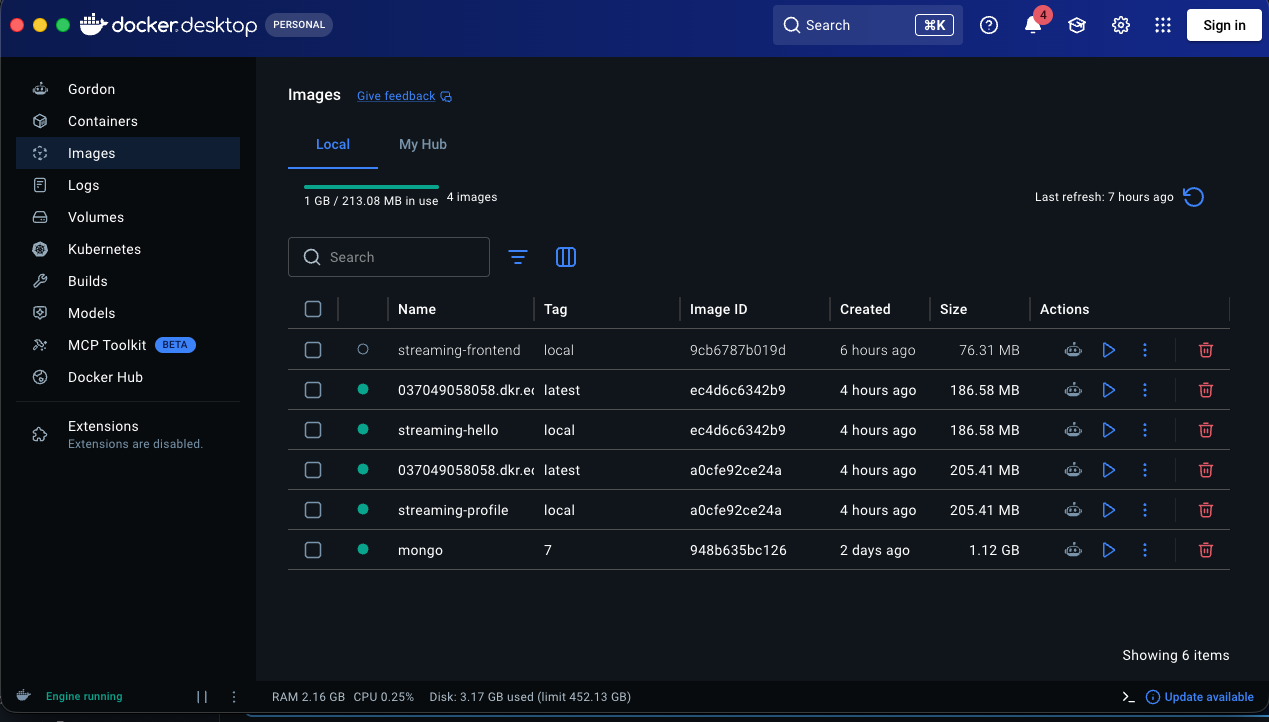 docker.desktop PERSONAL Search ⌘K 4 Sign in
Gordon
Containers
Images
Logs
Volumes
Kubernetes
Builds
Models
MCP Toolkit BETA
Docker Hub
Extensions
Extensions are disabled.
Images Give feedback
Local My Hub
1 GB / 213.08 MB in use 4 images Last refresh: 7 hours ago
Search
Name Tag Image ID Created Size Actions
streaming-frontend local 9cb6787b019d 6 hours ago 76.31 MB
037049058058.dkr.ec latest ec4d6c6342b9 4 hours ago 186.58 MB
streaming-hello local ec4d6c6342b9 4 hours ago 186.58 MB
037049058058.dkr.ec latest a0cfe92ce24a 4 hours ago 205.41 MB
streaming-profile local a0cfe92ce24a 4 hours ago 205.41 MB
mongo 7 948b635bc126 2 days ago 1.12 GB
Showing 6 items
Engine running RAM 2.16 GB CPU 0.25% Disk: 3.17 GB used (limit 452.13 GB) Update available